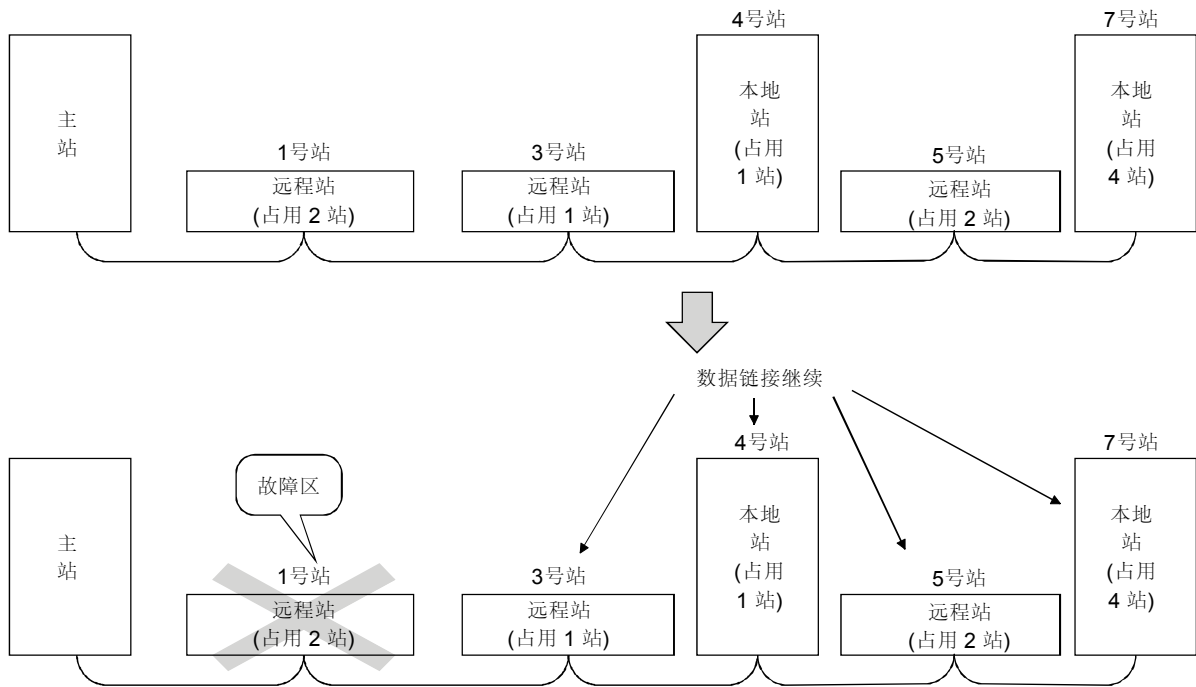 4号站
7号站
主
站
1号站
远程站
(占用 2 站)
3号站
远程站
(占用 1 站)
本地
站
(占用
1 站)
5号站
远程站
(占用 2 站)
本地
站
(占用
4 站)
数据链接继续
4号站
7号站
主
站
故障区
1号站
远程站
(占用 2 站)
3号站
远程站
(占用 1 站)
本地
站
(占用
1 站)
5号站
远程站
(占用 2 站)
本地
站
(占用
4 站)